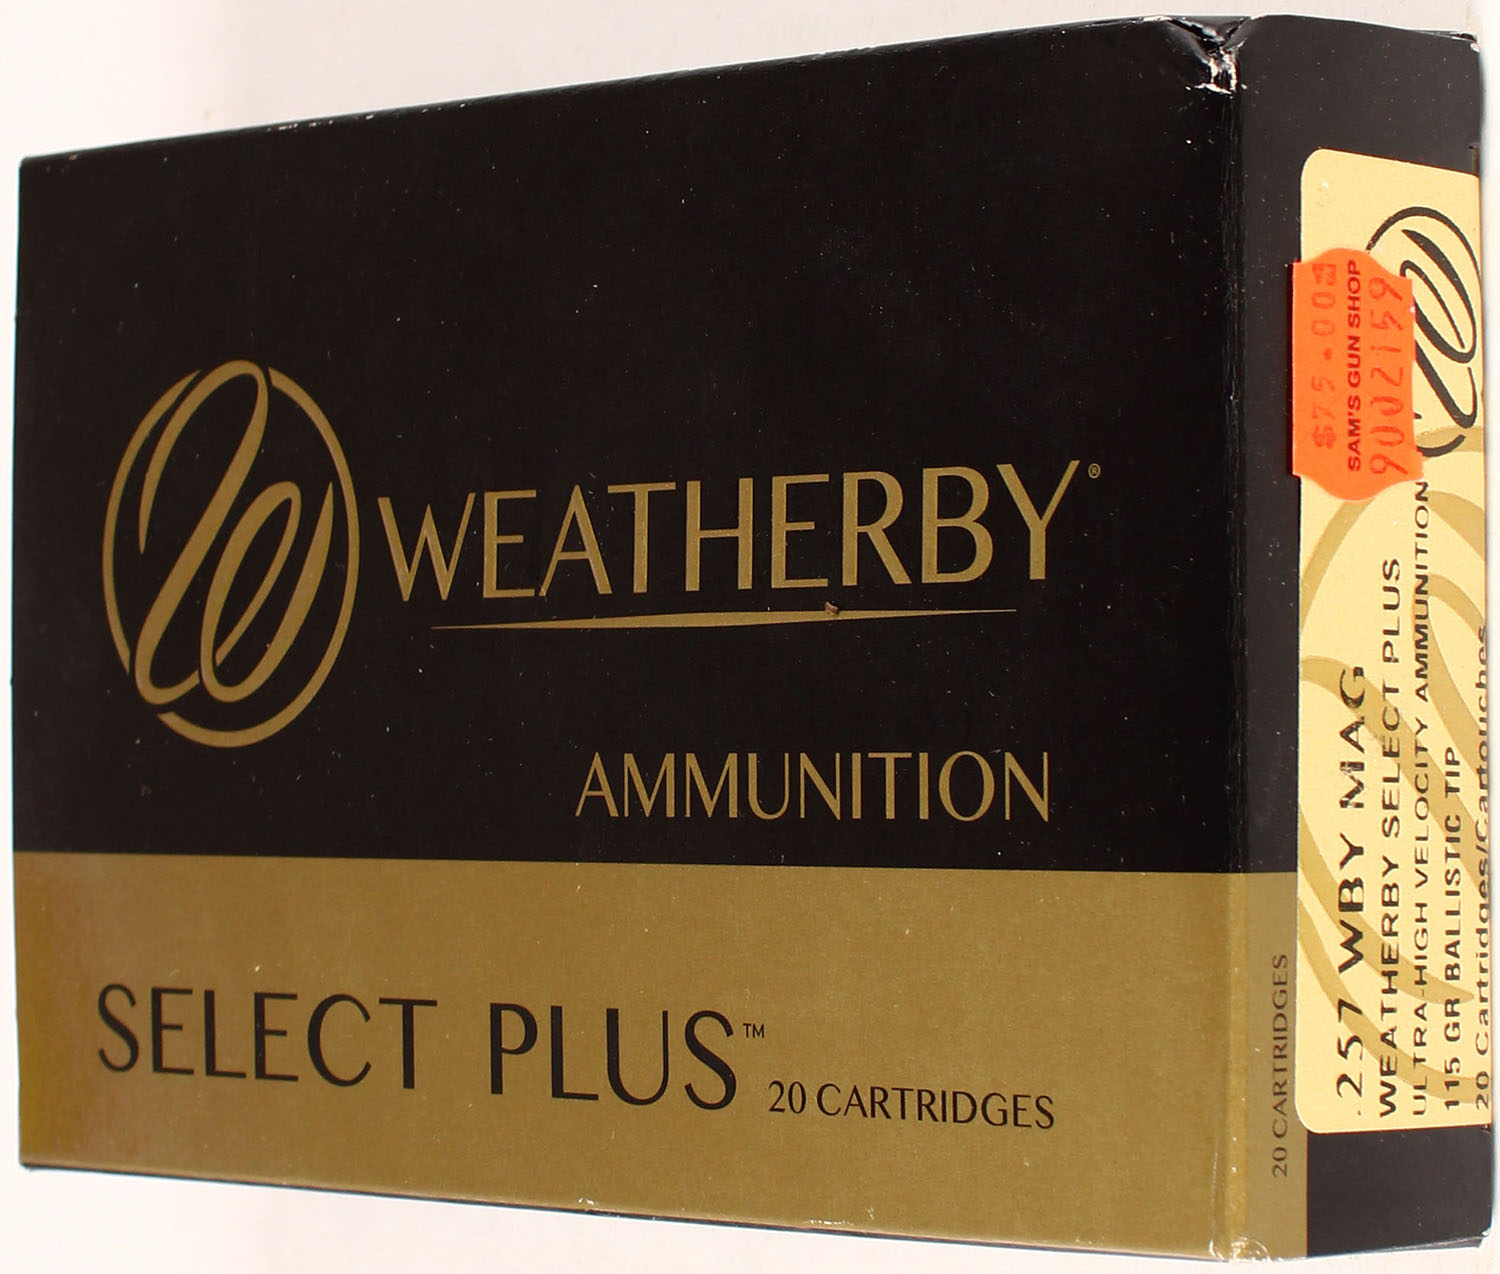 WEATHERBY®
AMMUNITION
SELECT PLUS™
20 CARTRIDGES
20 CARTRIDGES
$75.00
SAM'S GUN SHOP
9002159
.257 WBY MAG
WEATHERBY SELECT PLUS
ULTRA-HIGH VELOCITY AMMUNITION
115 GR BALLISTIC TIP
20 Cartridges/Cartouches